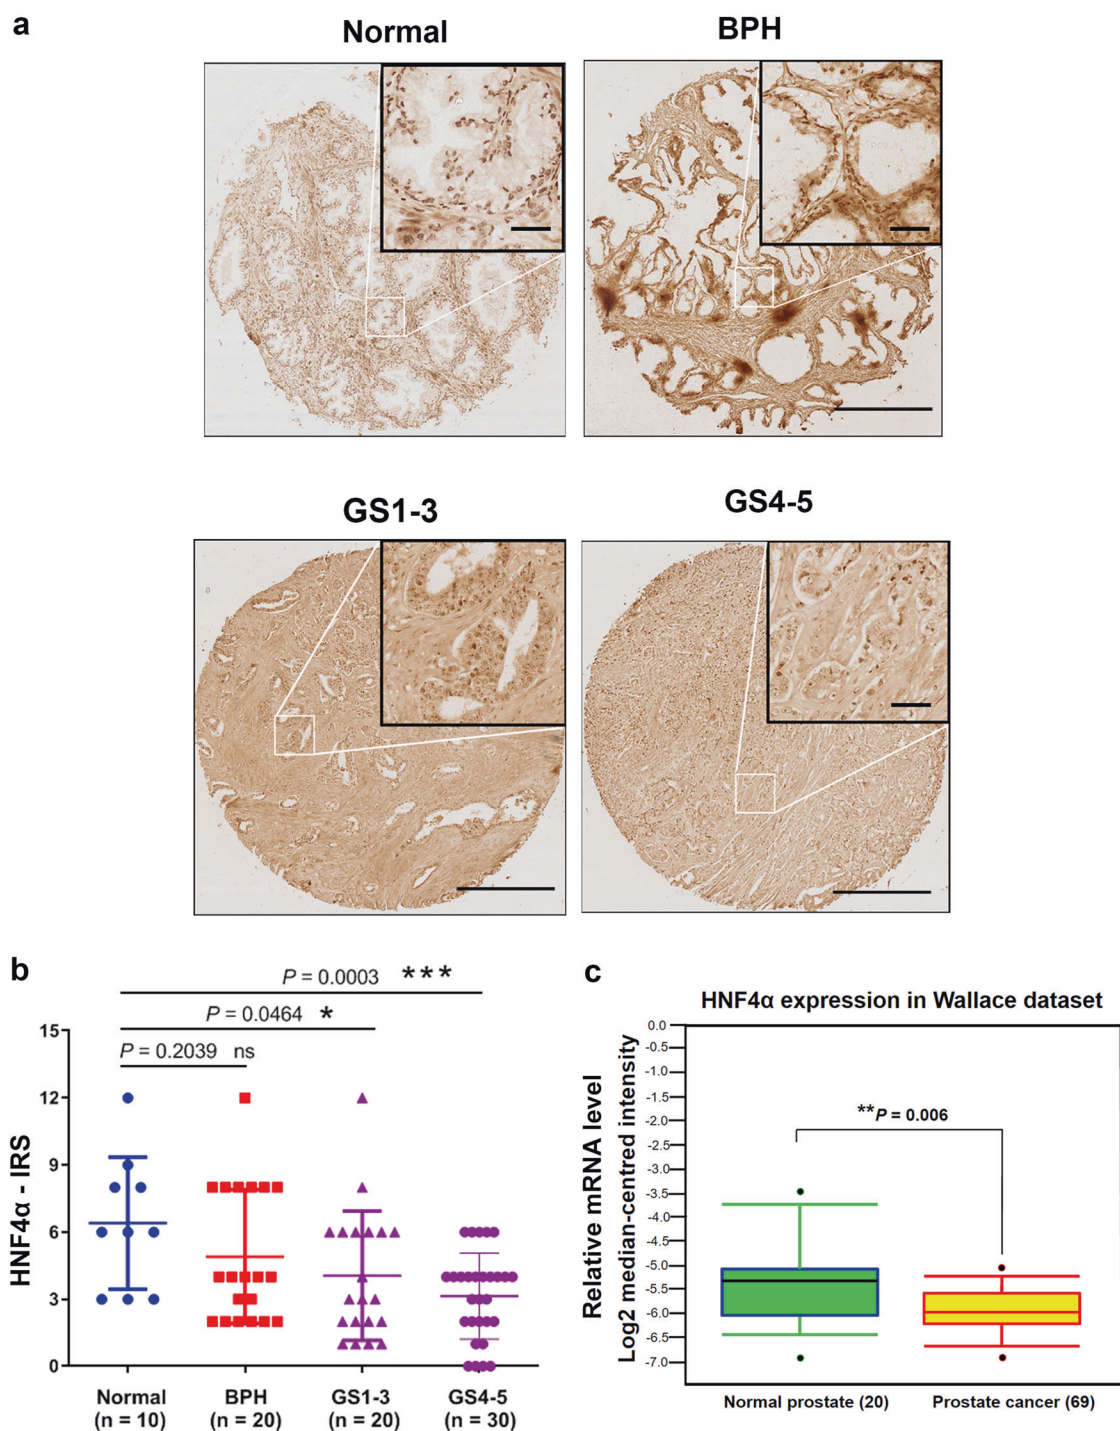 a
Normal
BPH
GS1-3
GS4-5
b
P = 0.0003 ***
P = 0.0464 *
P = 0.2039 ns
HNF4α - IRS
15
12
9
6
3
0
Normal
(n = 10)
BPH
(n = 20)
GS1-3
(n = 20)
GS4-5
(n = 30)
c
HNF4α expression in Wallace dataset
Relative mRNA level
Log2 median-centred intensity
0.0
-0.5
-1.0
-1.5
-2.0
-2.5
-3.0
-3.5
-4.0
-4.5
-5.5
-6.0
-6.5
-7.0
**P = 0.006
Normal prostate (20)
Prostate cancer (69)